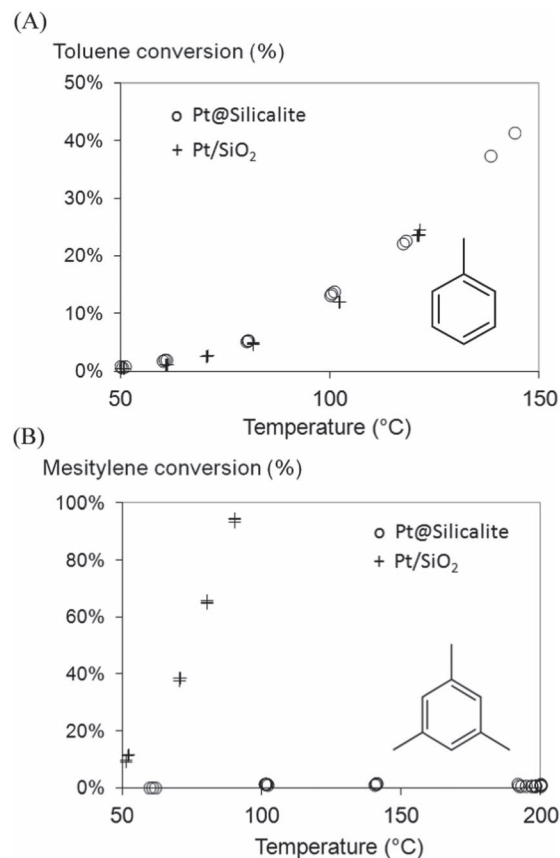 (A)
Toluene conversion (%)
50%
Pt@Silicalite
40%
Pt/SiO₂
30%
20%
10%
0%
50 100 150
Temperature (°C)
(B)
Mesitylene conversion (%)
100%
Pt@Silicalite
80%
Pt/SiO₂
60%
40%
20%
0%
50 100 150 200
Temperature (°C)